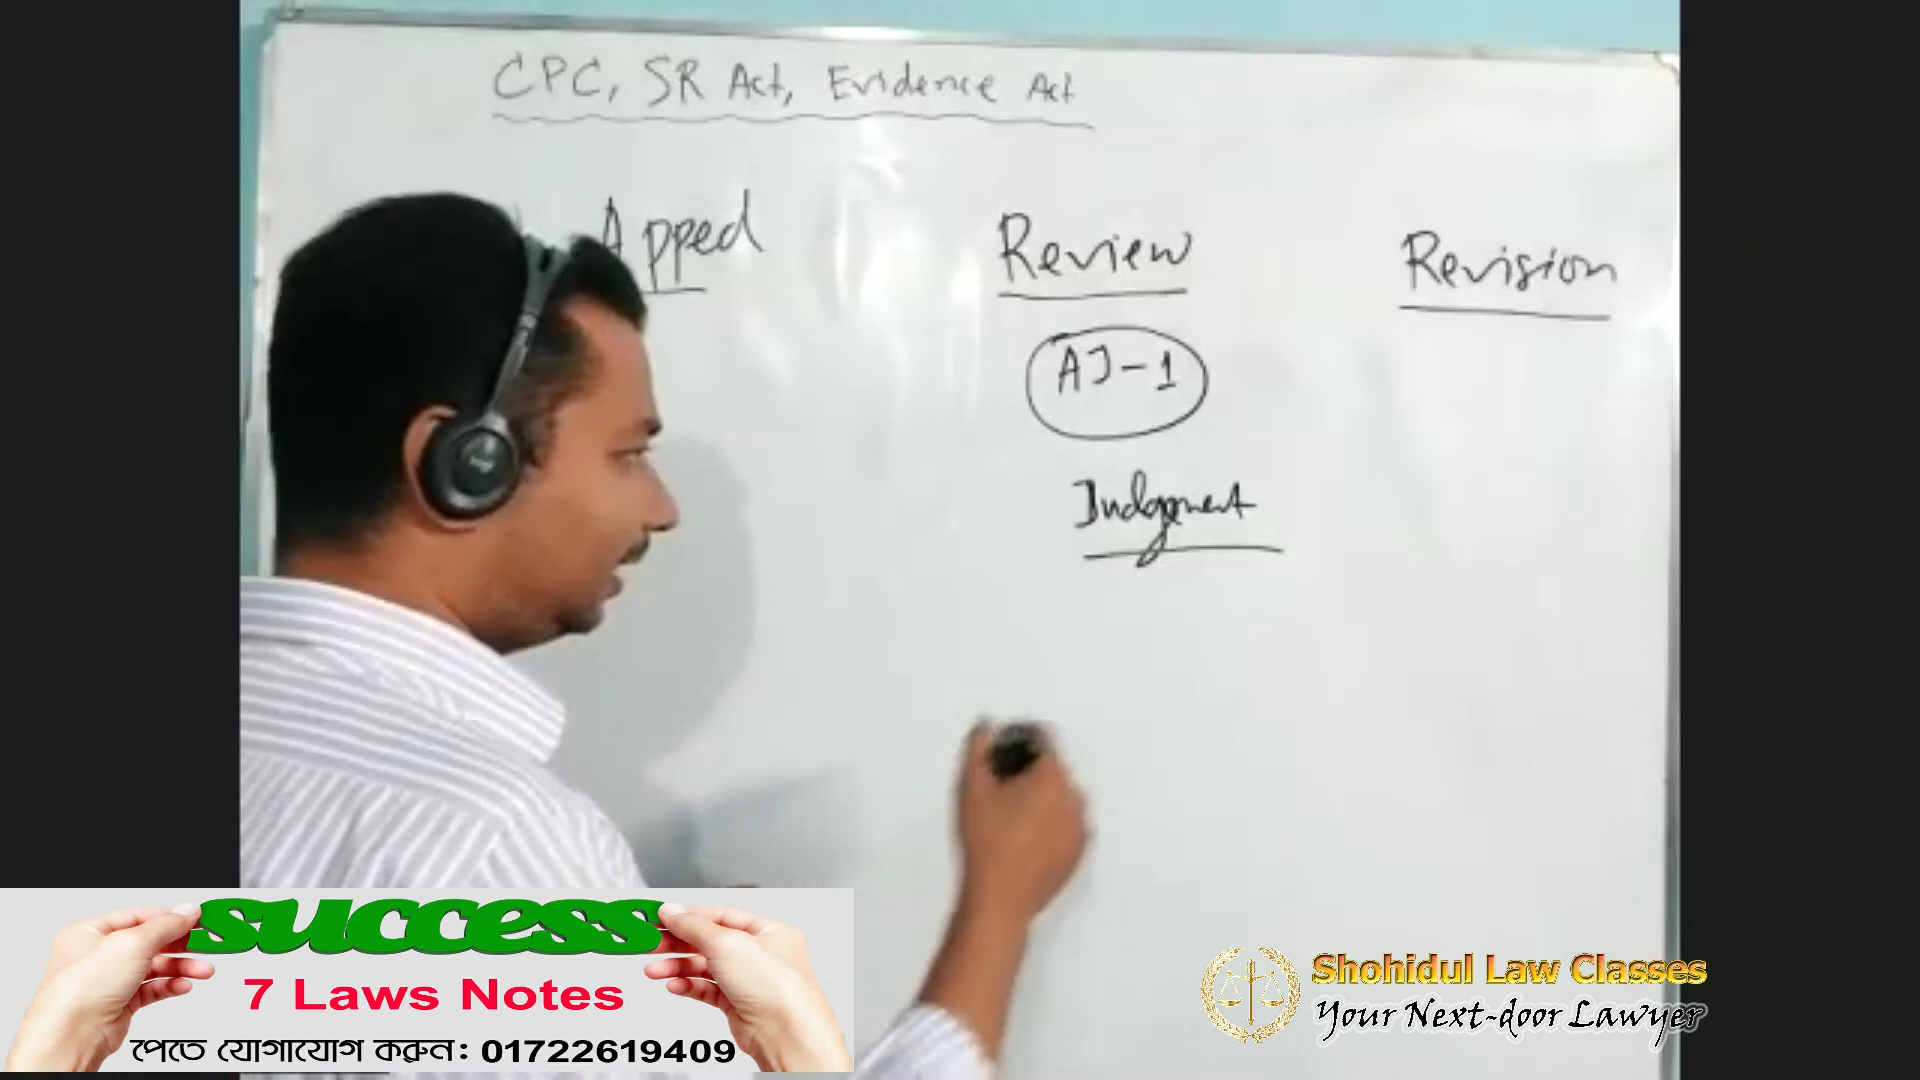 CPC, SR Act, Evidence Act
Apped
Review
Revision
AJ-1
Judgment
success
7 Laws Notes
পেতে যোগাযোগ করুন: 01722619409
Shohidul Law Classes
Your Next-door Lawyer